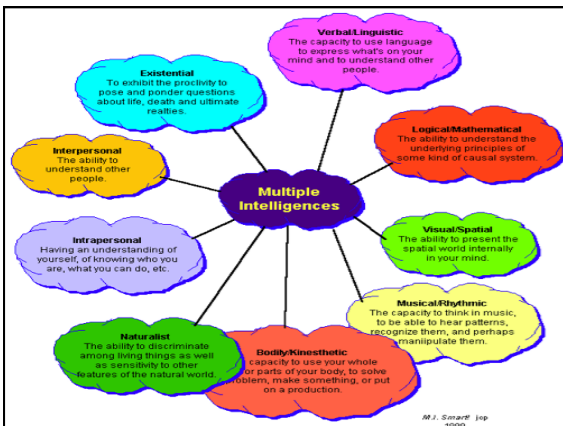 Verbal/Linguistic
The capacity to use language
to express what's on your
mind and to understand other
people.
Existential
To exhibit the proclivity to
pose and ponder questions
about life, death and ultimate
realties.
Logical/Mathematical
The ability to understand the
underlying principles of
some kind of causal system.
Interpersonal
The ability to
understand other
people.
Multiple
Intelligences
Intrapersonal
Having an understanding of
yourself, of knowing who you
are, what you can do, etc.
Visual/Spatial
The ability to present the
spatial world internally
in your mind.
Musical/Rhythmic
The capacity to think in music,
to be able to hear patterns,
recognize them, and perhaps
maniipulate them.
Naturalist
The ability to discriminate
among living things as well
as sensitivity to other
features of the natural world.
Bodily/Kinesthetic
capacity to use your whole
or parts of your body, to solve
problem, make something, or put
on a production.
M.I. Smart! jcp
1999